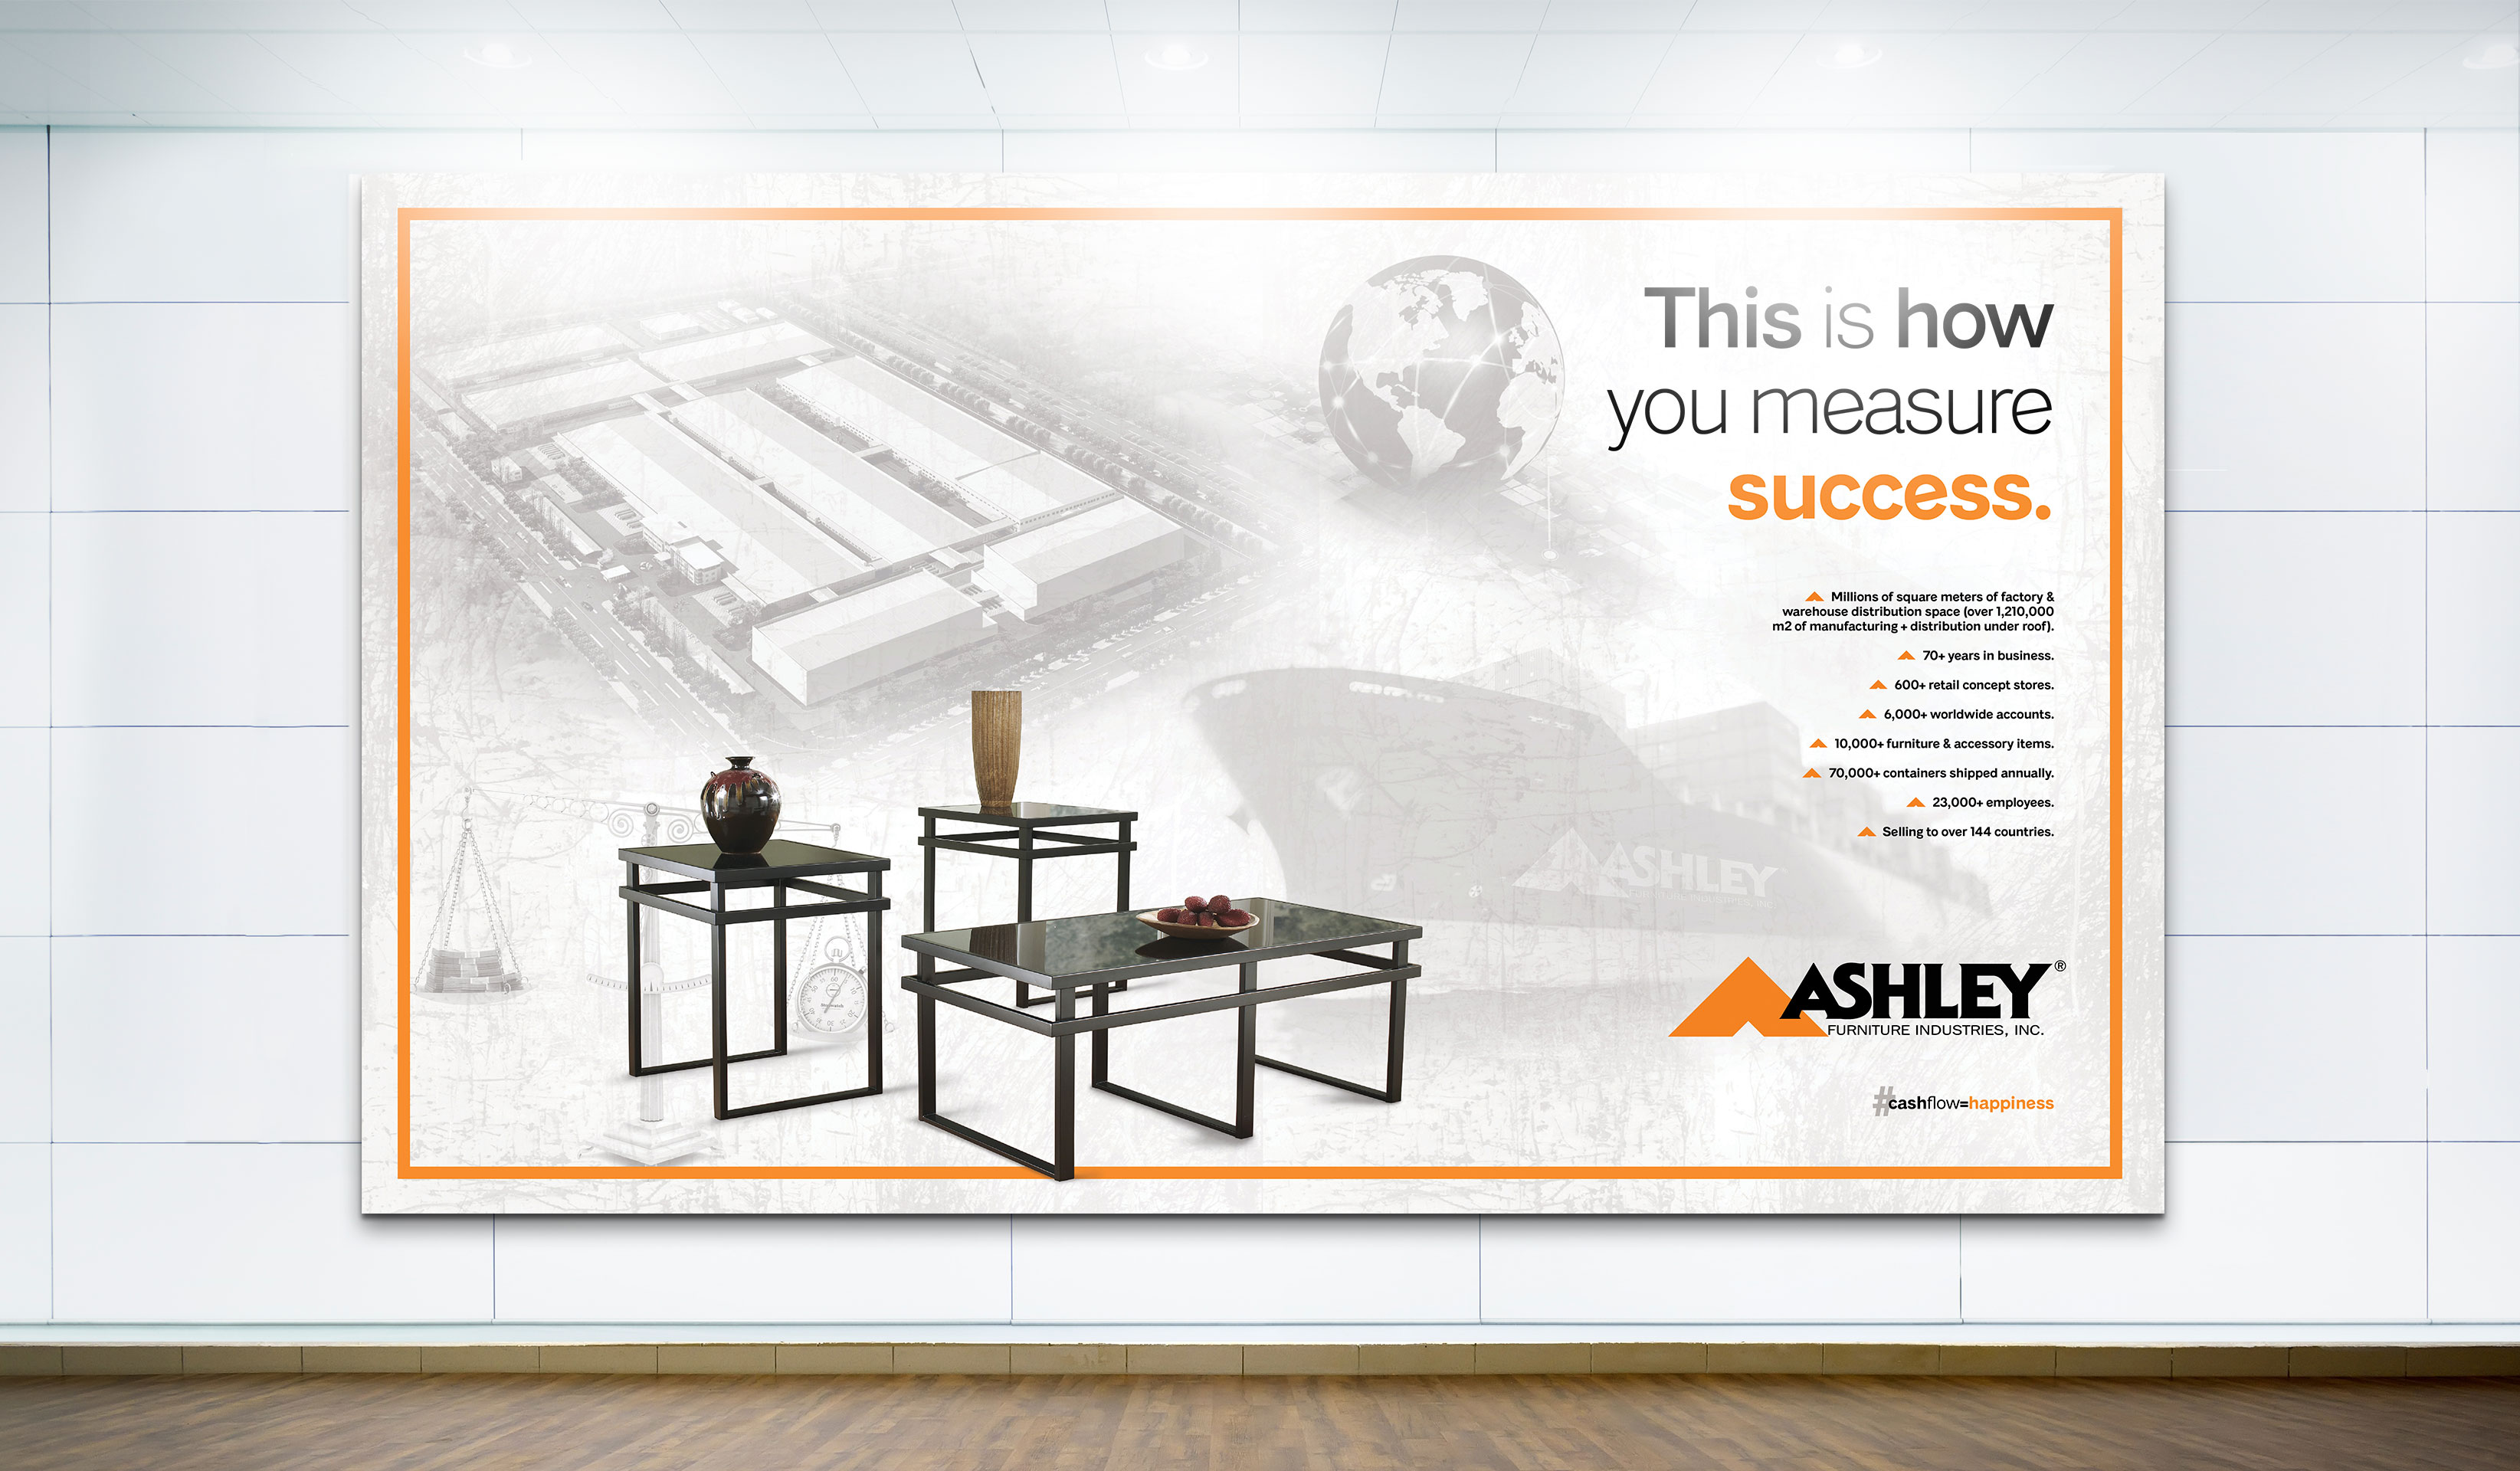 This is how
you measure
success.
Millions of square meters of factory &
warehouse distribution space (over 1,210,000
m2 of manufacturing + distribution under roof).
70+ years in business.
600+ retail concept stores.
6,000+ worldwide accounts.
10,000+ furniture & accessory items.
70,000+ containers shipped annually.
23,000+ employees.
Selling to over 144 countries.
ASHLEY
ASHLEY®
FURNITURE INDUSTRIES, INC.
#cashflow=happiness